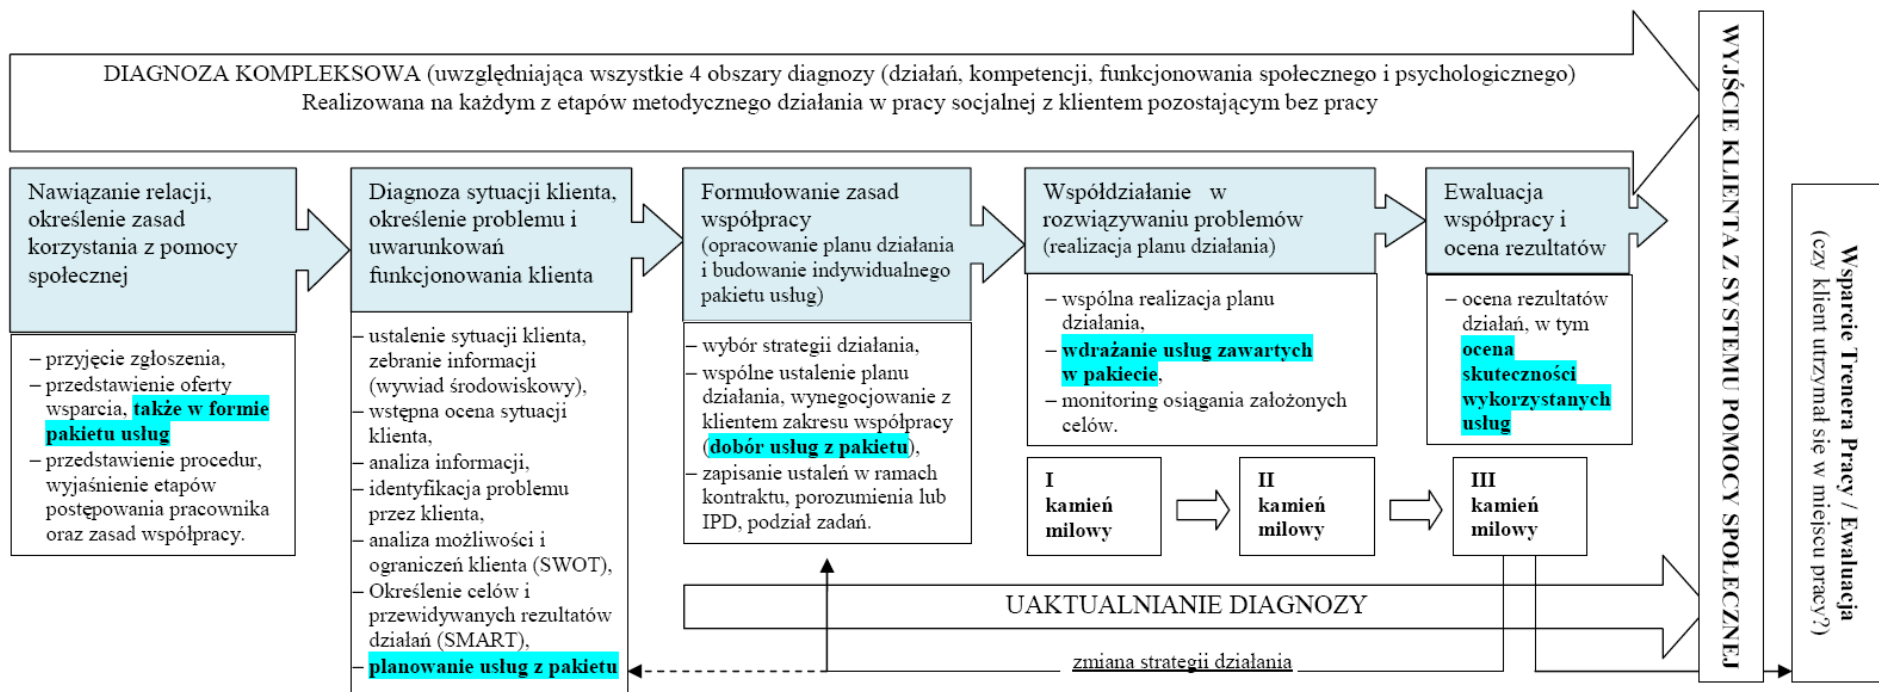 DIAGNOZA KOMPLEKSOWA (uwzględniająca wszystkie 4 obszary diagnozy (działań, kompetencji, funkcjonowania społecznego i psychologicznego)
Realizowana na każdym z etapów metodycznego działania w pracy socjalnej z klientem pozostającym bez pracy
Nawiązanie relacji,
określenie zasad
korzystania z pomocy
społecznej
– przyjęcie zgłoszenia,
– przedstawienie oferty
wsparcia, także w formie
pakietu usług
– przedstawienie procedur,
wyjaśnienie etapów
postępowania pracownika
oraz zasad współpracy.
Diagnoza sytuacji klienta,
określenie problemu i
uwarunkowań
funkcjonowania klienta
– ustalenie sytuacji klienta,
zebranie informacji
(wywiad środowiskowy),
– wstępna ocena sytuacji
klienta,
– analiza informacji,
– identyfikacja problemu
przez klienta,
– analiza możliwości i
ograniczeń klienta (SWOT),
– Określenie celów i
przewidywanych rezultatów
działań (SMART),
– planowanie usług z pakietu
Formułowanie zasad
współpracy
(opracowanie planu działania
i budowanie indywidualnego
pakietu usług)
– wybór strategii działania,
– wspólne ustalenie planu
działania, wynegocjowanie z
klientem zakresu współpracy
(dobór usług z pakietu),
– zapisanie ustaleń w ramach
kontraktu, porozumienia lub
IPD, podział zadań.
Współdziałanie w
rozwiązywaniu problemów
(realizacja planu działania)
– wspólna realizacja planu
działania,
– wdrażanie usług zawartych
w pakiecie,
– monitoring osiągania założonych
celów.
Ewaluacja
współpracy i
ocena rezultatów
– ocena rezultatów
działań, w tym
ocena
skuteczności
wykorzystanych
usług
I
kamień
milowy
II
kamień
milowy
III
kamień
milowy
UAKTUALNIANIE DIAGNOZY
zmiana strategii działania
WYJŚCIE KLIENTA Z SYSTEMU POMOCY SPOŁECZNEJ
Wsparcie Trenera Pracy / Ewaluacja
(czy klient utrzymał się w miejscu pracy?)